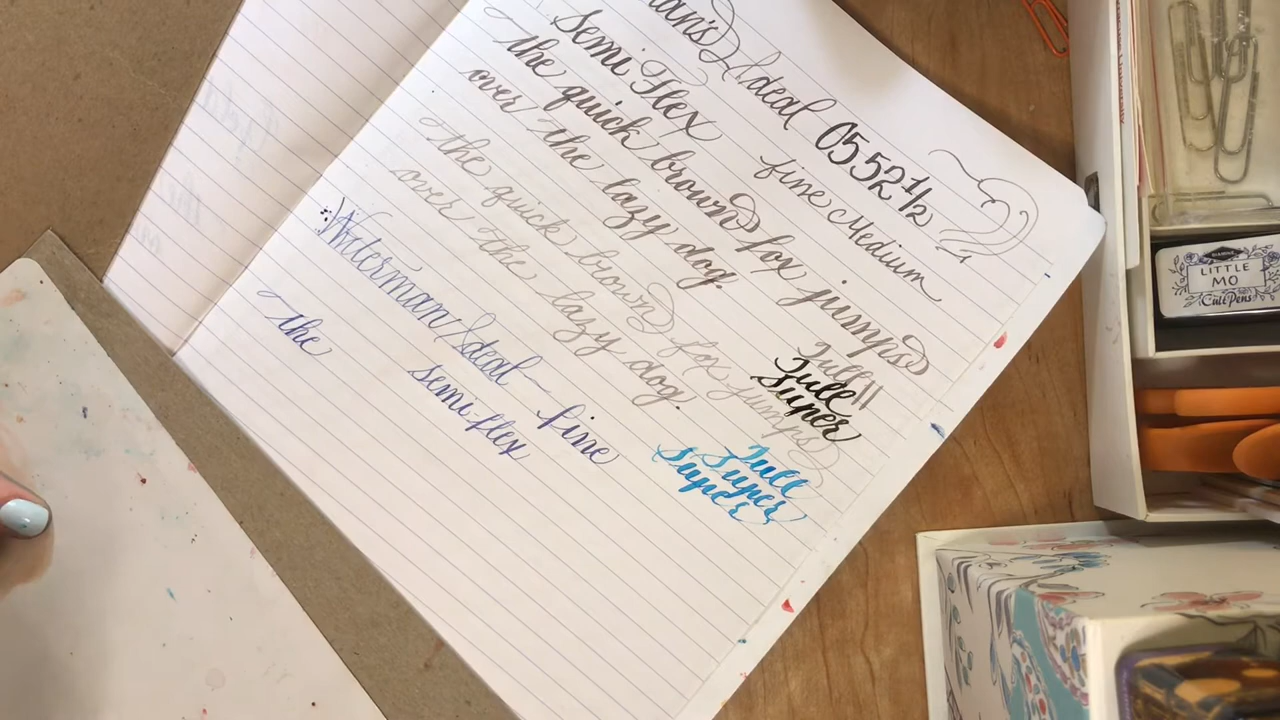 Ideal 0552½
Semi Flex fine Medium
the quick brown fox jumps
over the lazy dog.
the quick brown fox jumps
over the lazy dog
Full
Full
Super
Waterman Ideal - fine
semi-flex
the
Full
Super
Super
LITTLE
MO
CultPens